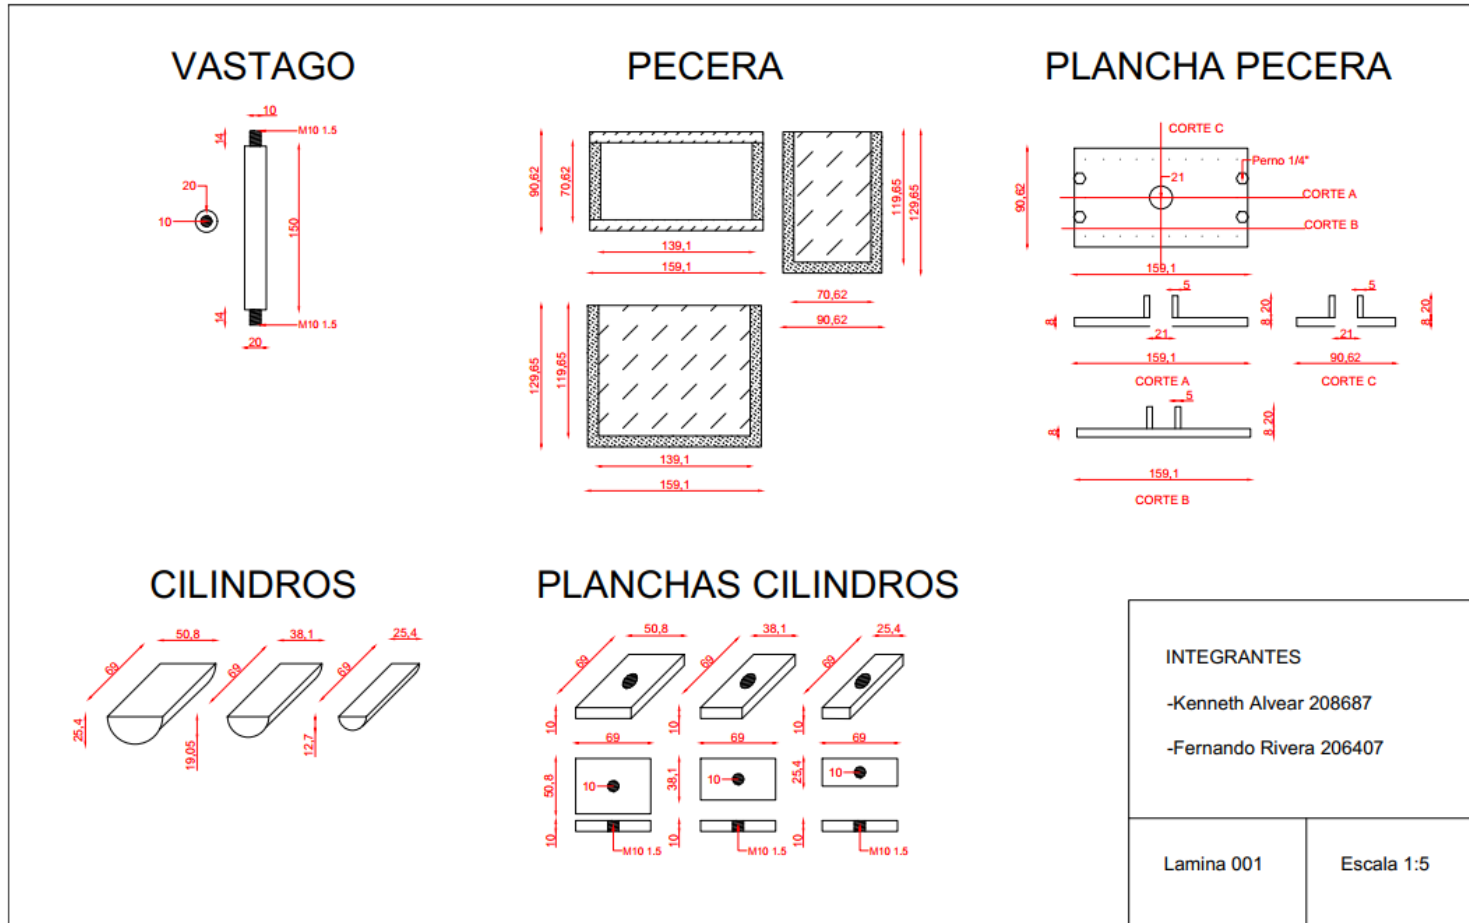 VASTAGO
10
14
M10 1.5
20
10
150
14
M10 1.5
20
PECERA
90,62
70,62
139,1
159,1
119,65
129,65
70,62
90,62
129,65
119,65
139,1
159,1
PLANCHA PECERA
CORTE C
Perno 1/4"
21
CORTE A
CORTE B
90,62
159,1
5
8
8 20
21
159,1
CORTE A
5
8 20
21
90,62
CORTE C
5
8
8 20
159,1
CORTE B
CILINDROS
50,8
69
25,4
38,1
69
19,05
25,4
69
12,7
PLANCHAS CILINDROS
50,8
69
10
38,1
69
10
25,4
69
10
69
50,8
10
10
M10 1.5
69
38,1
10
10
M10 1.5
69
25,4
10
10
M10 1.5
INTEGRANTES
-Kenneth Alvear 208687
-Fernando Rivera 206407
Lamina 001
Escala 1:5